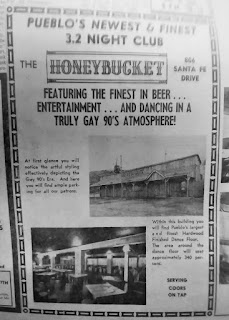 PUEBLO'S NEWEST & FINEST
3.2 NIGHT CLUB
THE HONEYBUCKET
SANTA FE
DRIVE
FEATURING THE FINEST IN BEER ...
ENTERTAINMENT ... AND DANCING IN A
TRULY GAY 90'S ATMOSPHERE!
At first glance you will
notice the artful styling
effectively depicting the
Gay 90's Era. And here
you will find ample park-
ing for all our patrons.
Within this building you
will find Pueblo's largest
and finest Hardwood
Finished Dance Floor.
The area around the
dance floor will seat
approximately 340 per-
sons.
SERVING
COORS
ON TAP